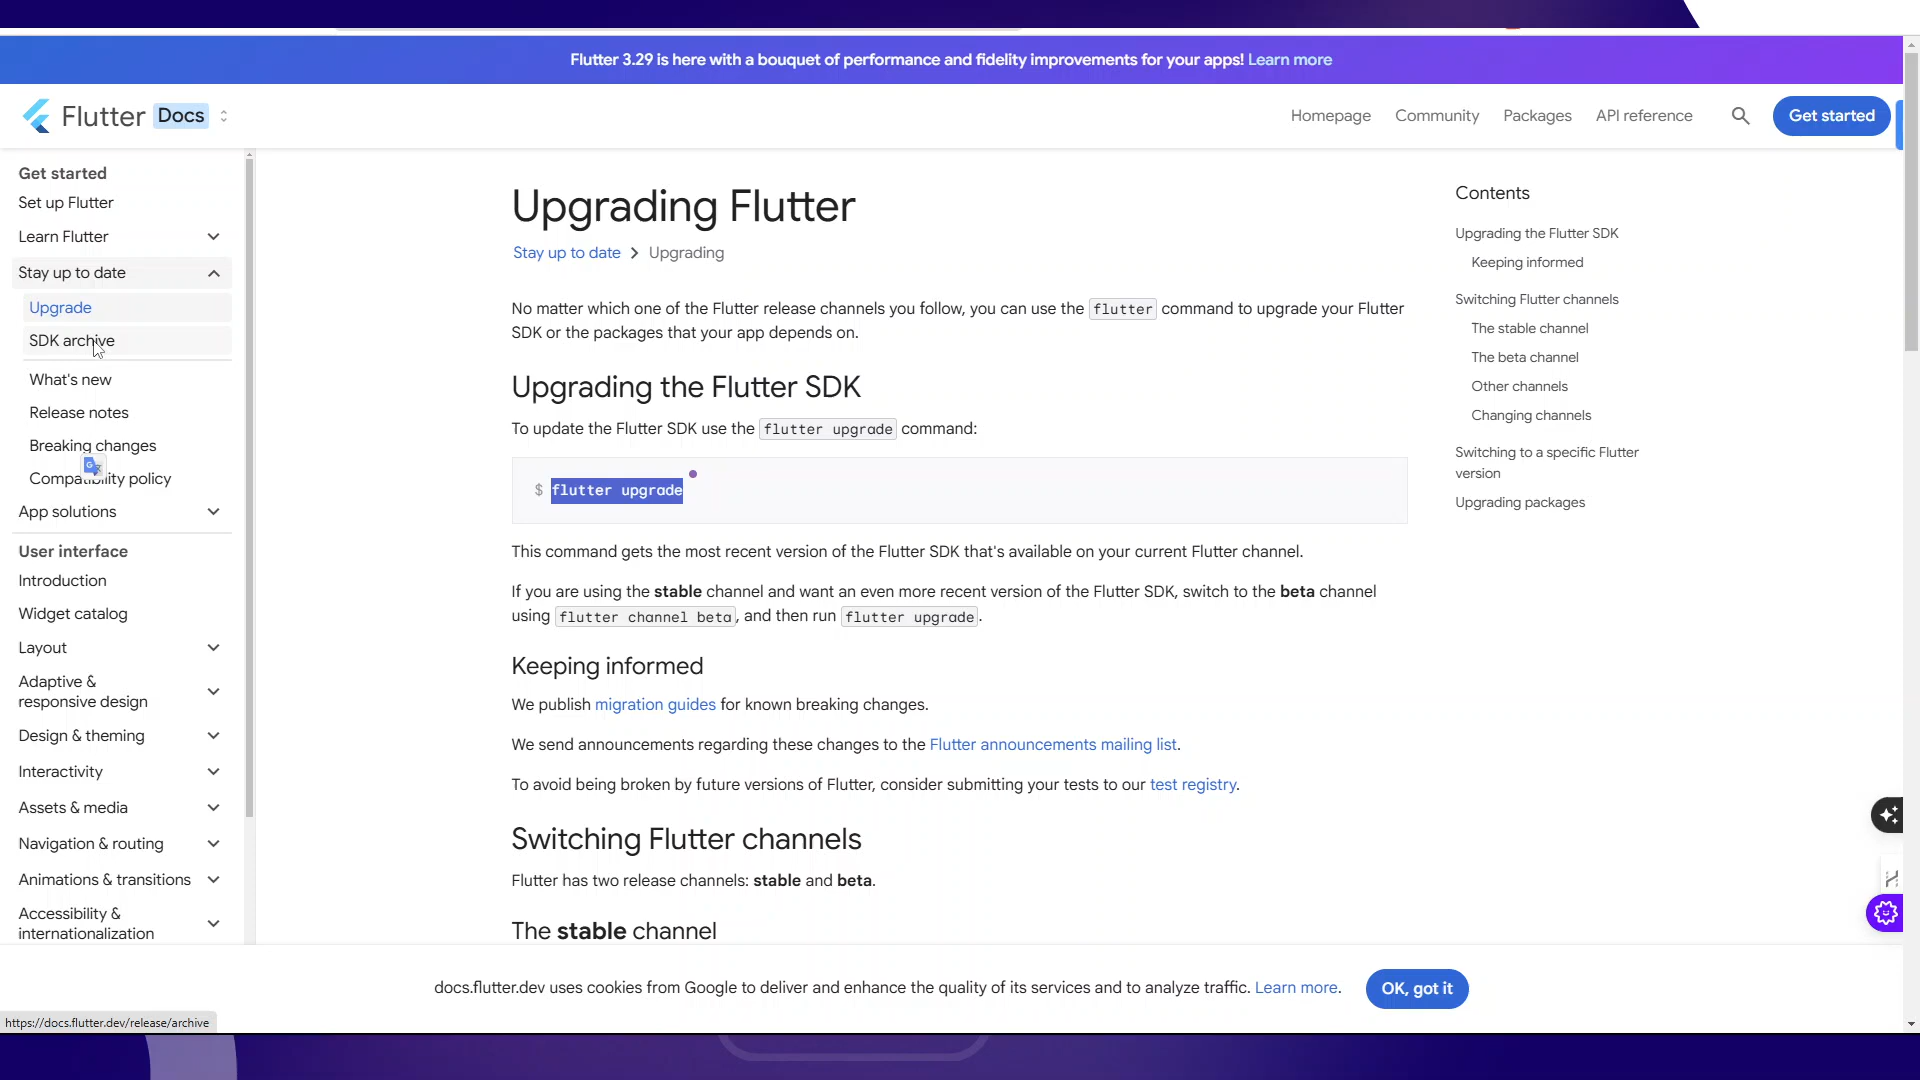 Flutter 3.29 is here with a bouquet of performance and fidelity improvements for your apps! Learn more
Flutter Docs
Homepage
Community
Packages
API reference
Get started
Get started
Set up Flutter
Learn Flutter
Stay up to date
Upgrade
SDK archive
What's new
Release notes
Breaking changes
Compatibility policy
App solutions
User interface
Introduction
Widget catalog
Layout
Adaptive &
responsive design
Design & theming
Interactivity
Assets & media
Navigation & routing
Animations & transitions
Accessibility &
internationalization
Upgrading Flutter
Stay up to date
Upgrading
No matter which one of the Flutter release channels you follow, you can use the flutter command to upgrade your Flutter
SDK or the packages that your app depends on.
Upgrading the Flutter SDK
To update the Flutter SDK use the flutter upgrade command:
$ flutter upgrade
This command gets the most recent version of the Flutter SDK that's available on your current Flutter channel.
If you are using the stable channel and want an even more recent version of the Flutter SDK, switch to the beta channel
using flutter channel beta, and then run flutter upgrade.
Keeping informed
We publish migration guides for known breaking changes.
We send announcements regarding these changes to the Flutter announcements mailing list.
To avoid being broken by future versions of Flutter, consider submitting your tests to our test registry.
Switching Flutter channels
Flutter has two release channels: stable and beta.
The stable channel
Contents
Upgrading the Flutter SDK
Keeping informed
Switching Flutter channels
The stable channel
The beta channel
Other channels
Changing channels
Switching to a specific Flutter
version
Upgrading packages
docs.flutter.dev uses cookies from Google to deliver and enhance the quality of its services and to analyze traffic. Learn more.
OK, got it
https://docs.flutter.dev/release/archive